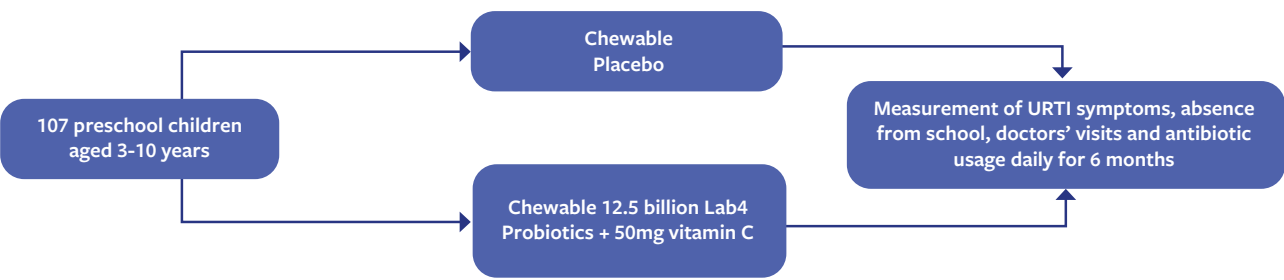 107 preschool children
aged 3-10 years
Chewable
Placebo
Chewable 12.5 billion Lab4
Probiotics + 50mg vitamin C
Measurement of URTI symptoms, absence
from school, doctors’ visits and antibiotic
usage daily for 6 months